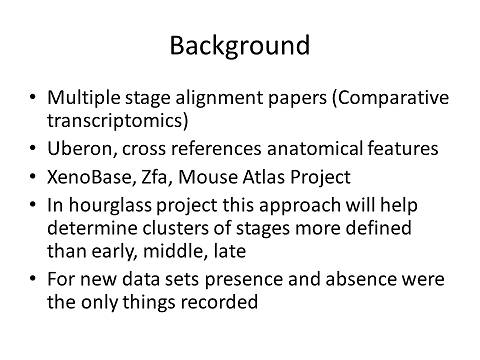 Background
• Multiple stage alignment papers (Comparative
transcriptomics)
• Uberon, cross references anatomical features
• XenoBase, Zfa, Mouse Atlas Project
• In hourglass project this approach will help
determine clusters of stages more defined
than early, middle, late
• For new data sets presence and absence were
the only things recorded